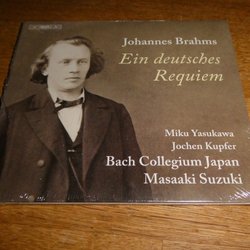 Johannes Brahms
Ein deutsches
Requiem
Miku Yasukawa
Jochen Kupfer
Bach Collegium Japan
Masaaki Suzuki